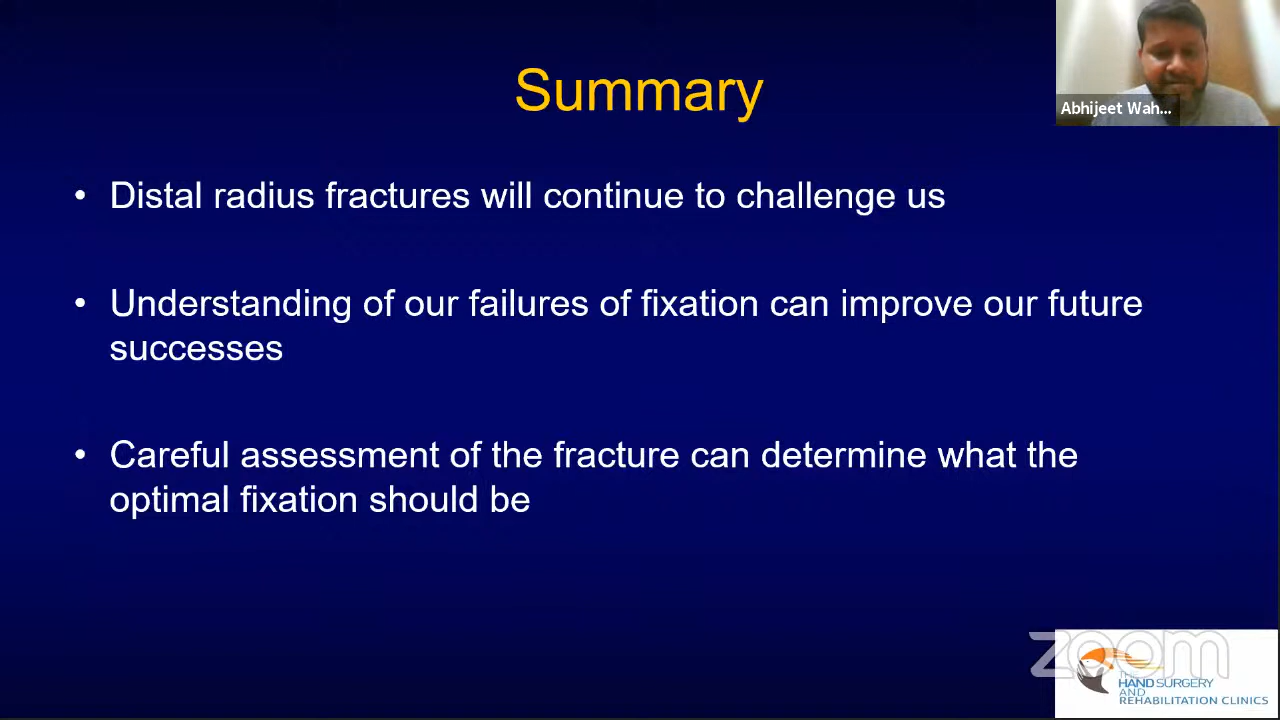 Summary
Abhijeet Wah...
• Distal radius fractures will continue to challenge us
• Understanding of our failures of fixation can improve our future
successes
• Careful assessment of the fracture can determine what the
optimal fixation should be
zoom
HAND SURGERY
AND
REHABILITATION CLINICS